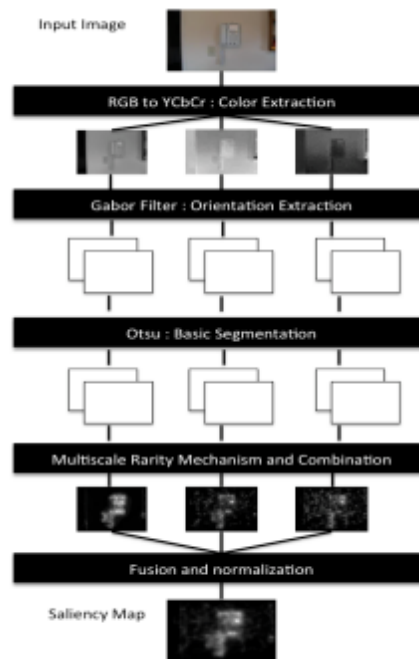 Input Image
RGB to YCbCr : Color Extraction
Gabor Filter : Orientation Extraction
Otsu : Basic Segmentation
Multiscale Rarity Mechanism and Combination
Fusion and normalization
Saliency Map